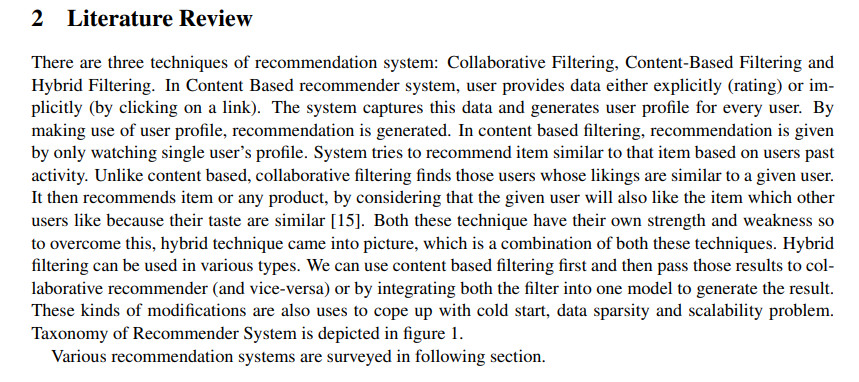 2 Literature Review
There are three techniques of recommendation system: Collaborative Filtering, Content-Based Filtering and
Hybrid Filtering. In Content Based recommender system, user provides data either explicitly (rating) or im-
plicitly (by clicking on a link). The system captures this data and generates user profile for every user. By
making use of user profile, recommendation is generated. In content based filtering, recommendation is given
by only watching single user's profile. System tries to recommend item similar to that item based on users past
activity. Unlike content based, collaborative filtering finds those users whose likings are similar to a given user.
It then recommends item or any product, by considering that the given user will also like the item which other
users like because their taste are similar [15]. Both these technique have their own strength and weakness so
to overcome this, hybrid technique came into picture, which is a combination of both these techniques. Hybrid
filtering can be used in various types. We can use content based filtering first and then pass those results to col-
laborative recommender (and vice-versa) or by integrating both the filter into one model to generate the result.
These kinds of modifications are also uses to cope up with cold start, data sparsity and scalability problem.
Taxonomy of Recommender System is depicted in figure 1.
Various recommendation systems are surveyed in following section.